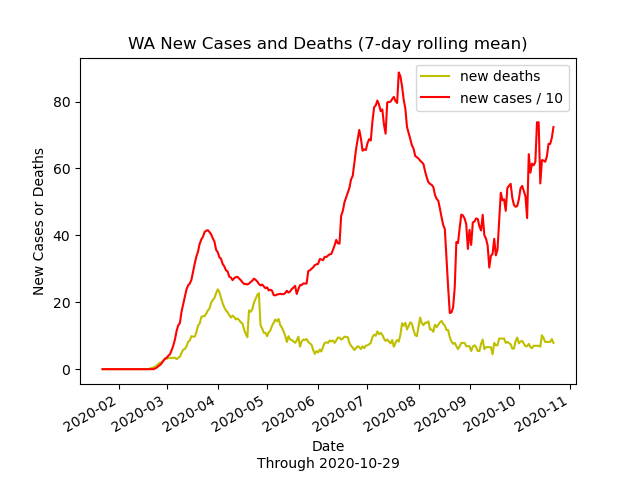 WA New Cases and Deaths (7-day rolling mean)
new deaths
new cases / 10
80
60
40
20
0
New Cases or Deaths
2020-02
2020-03
2020-04
2020-05
2020-06
2020-07
2020-08
2020-09
2020-10
2020-11
Date
Through 2020-10-29